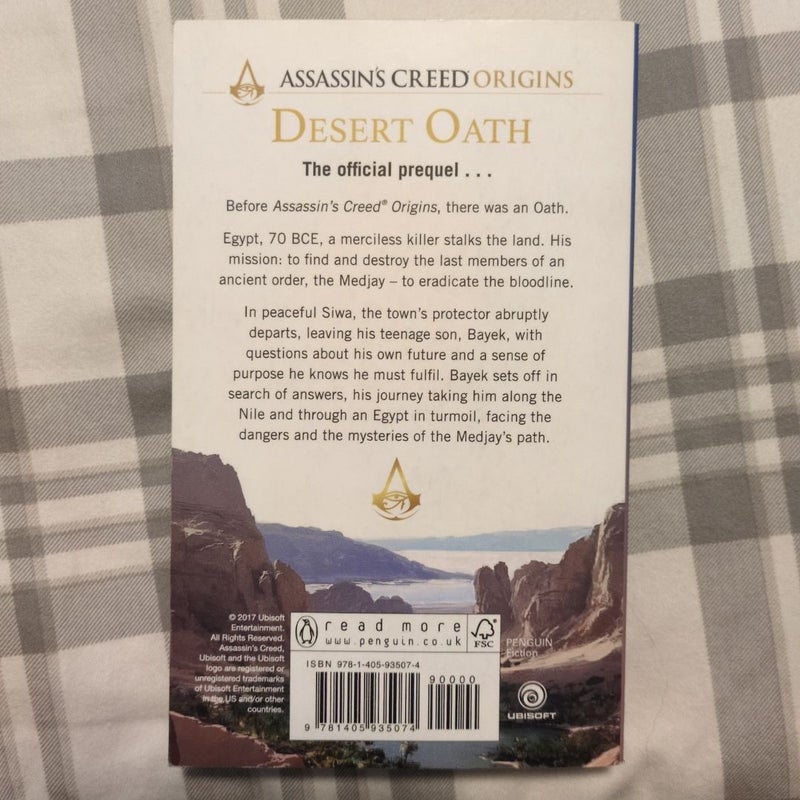 ASSASSIN'S CREED ORIGINS
DESERT OATH
The official prequel . . .
Before Assassin's Creed® Origins, there was an Oath.
Egypt, 70 BCE, a merciless killer stalks the land. His
mission: to find and destroy the last members of an
ancient order, the Medjay – to eradicate the bloodline.
In peaceful Siwa, the town's protector abruptly
departs, leaving his teenage son, Bayek, with
questions about his own future and a sense of
purpose he knows he must fulfil. Bayek sets off in
search of answers, his journey taking him along the
Nile and through an Egypt in turmoil, facing the
dangers and the mysteries of the Medjay's path.
© 2017 Ubisoft
Entertainment.
All Rights Reserved.
Assassin's Creed,
Ubisoft and the Ubisoft
logo are registered or
unregistered trademarks
of Ubisoft Entertainment
in the US and/or other
countries.
read more
www.penguin.co.uk
FSC
PENGUIN
Fiction
ISBN 978-1-405-93507-4
90000
9 781405 935074
UBISOFT